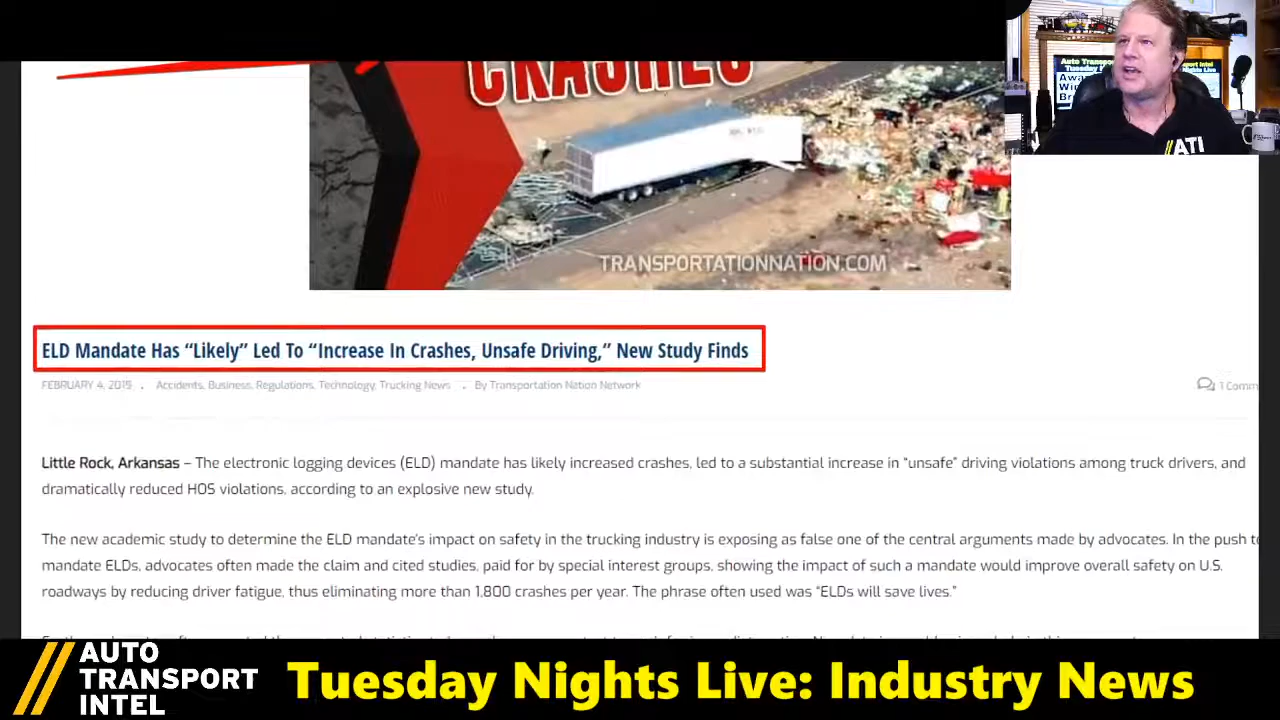 CRASHES
TRANSPORTATIONNATION.COM
Auto Transport
Tuesday
Nights Live
//ATI
ELD Mandate Has “Likely” Led To “Increase In Crashes, Unsafe Driving,” New Study Finds
FEBRUARY 4, 2019 . Accidents, Business, Regulations, Technology, Trucking News . By Transportation Nation Network
1 Comm
Little Rock, Arkansas – The electronic logging devices (ELD) mandate has likely increased crashes, led to a substantial increase in “unsafe” driving violations among truck drivers, and
dramatically reduced HOS violations, according to an explosive new study.
The new academic study to determine the ELD mandate's impact on safety in the trucking industry is exposing as false one of the central arguments made by advocates. In the push to
mandate ELDs, advocates often made the claim and cited studies, paid for by special interest groups, showing the impact of such a mandate would improve overall safety on U.S.
roadways by reducing driver fatigue, thus eliminating more than 1,800 crashes per year. The phrase often used was “ELDs will save lives.”
AUTO
TRANSPORT
INTEL
Tuesday Nights Live: Industry News